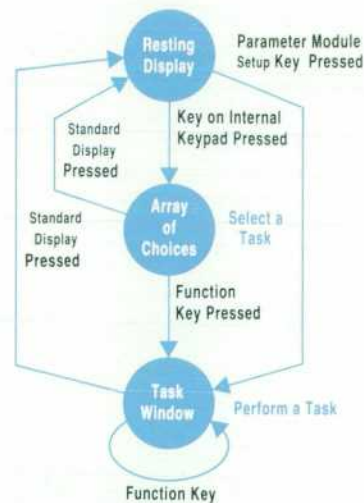 Resting
Display
Parameter Module
Setup Key Pressed
Standard
Display
Pressed
Key on Internal
Keypad Pressed
Array
of
Choices
Select a
Task
Standard
Display
Pressed
Function
Key Pressed
Task
Window
Perform a Task
Function Key